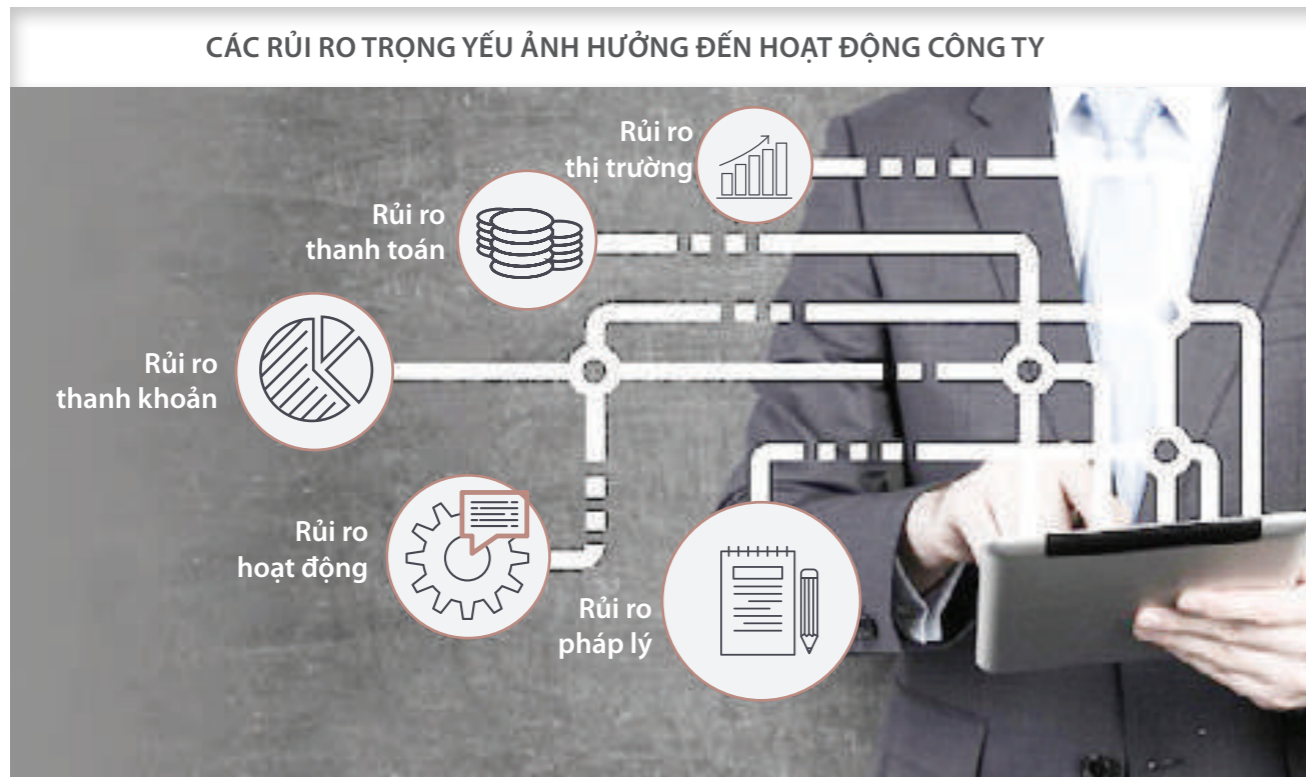 CÁC RỦI RO TRỌNG YẾU ẢNH HƯỞNG ĐẾN HOẠT ĐỘNG CÔNG TY
Rủi ro
thị trường
Rủi ro
thanh toán
Rủi ro
thanh khoản
Rủi ro
hoạt động
Rủi ro
pháp lý